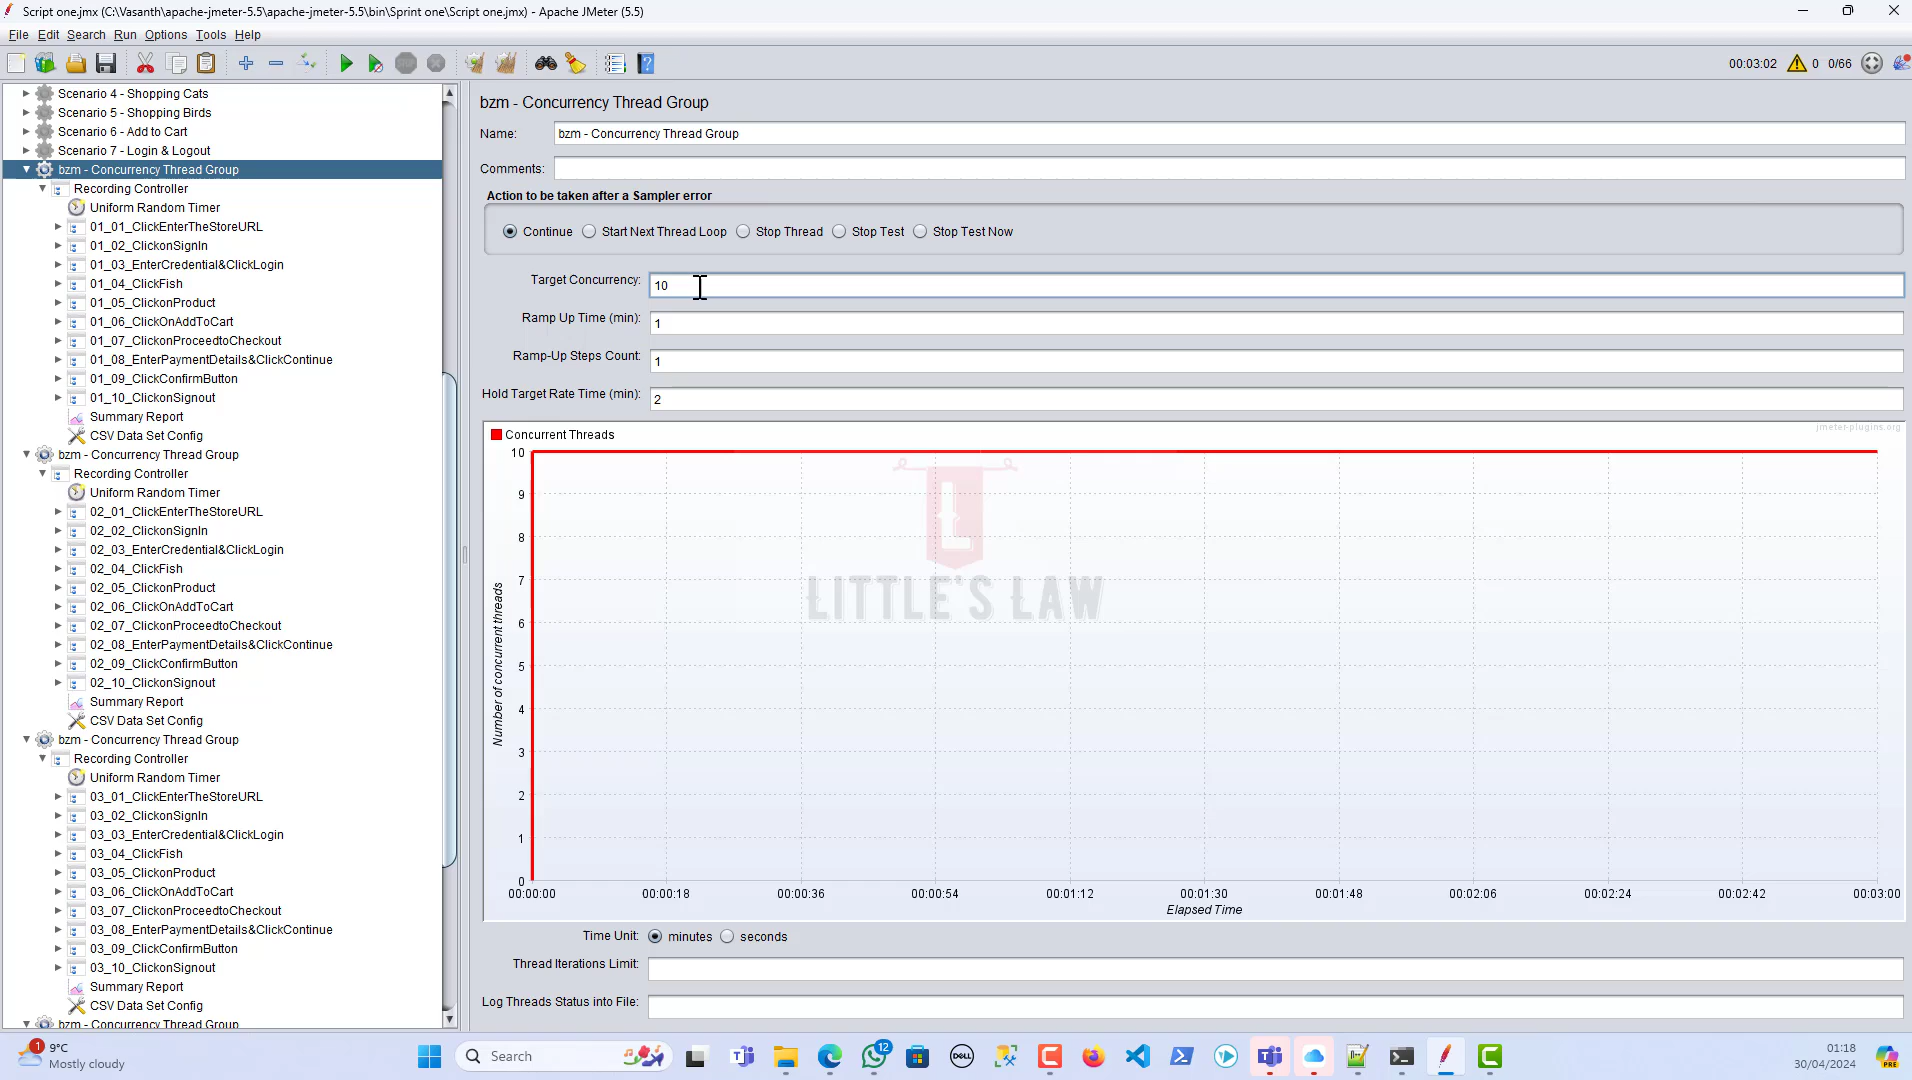 Script one.jmx (C:\Vasanth\apache-jmeter-5.5\apache-jmeter-5.5\bin\Sprint one\Script one.jmx) - Apache JMeter (5.5)
File Edit Search Run Options Tools Help
00:03:02 0 0/66
Scenario 4 - Shopping Cats
Scenario 5 - Shopping Birds
Scenario 6 - Add to Cart
Scenario 7 - Login & Logout
bzm - Concurrency Thread Group
Recording Controller
Uniform Random Timer
01_01_ClickEnterTheStoreURL
01_02_ClickonSignIn
01_03_EnterCredential&ClickLogin
01_04_ClickFish
01_05_ClickonProduct
01_06_ClickOnAddToCart
01_07_ClickonProceedtoCheckout
01_08_EnterPaymentDetails&ClickContinue
01_09_ClickConfirmButton
01_10_ClickonSignout
Summary Report
CSV Data Set Config
bzm - Concurrency Thread Group
Recording Controller
Uniform Random Timer
02_01_ClickEnterTheStoreURL
02_02_ClickonSignIn
02_03_EnterCredential&ClickLogin
02_04_ClickFish
02_05_ClickonProduct
02_06_ClickOnAddToCart
02_07_ClickonProceedtoCheckout
02_08_EnterPaymentDetails&ClickContinue
02_09_ClickConfirmButton
02_10_ClickonSignout
Summary Report
CSV Data Set Config
bzm - Concurrency Thread Group
Recording Controller
Uniform Random Timer
03_01_ClickEnterTheStoreURL
03_02_ClickonSignIn
03_03_EnterCredential&ClickLogin
03_04_ClickFish
03_05_ClickonProduct
03_06_ClickOnAddToCart
03_07_ClickonProceedtoCheckout
03_08_EnterPaymentDetails&ClickContinue
03_09_ClickConfirmButton
03_10_ClickonSignout
Summary Report
CSV Data Set Config
bzm - Concurrency Thread Group
bzm - Concurrency Thread Group
Name: bzm - Concurrency Thread Group
Comments:
Action to be taken after a Sampler error
Continue Start Next Thread Loop Stop Thread Stop Test Stop Test Now
Target Concurrency: 10
Ramp Up Time (min): 1
Ramp-Up Steps Count: 1
Hold Target Rate Time (min): 2
Concurrent Threads
jmeter-plugins.org
10
9
8
7
6
5
4
3
2
1
0
Number of concurrent threads
L
LITTLE'S LAW
00:00:00 00:00:18 00:00:36 00:00:54 00:01:12 00:01:30 00:01:48 00:02:06 00:02:24 00:02:42 00:03:00
Elapsed Time
Time Unit: minutes seconds
Thread Iterations Limit:
Log Threads Status into File:
1
9°C
Mostly cloudy
Search
12
DELL
01:18
30/04/2024
PRE